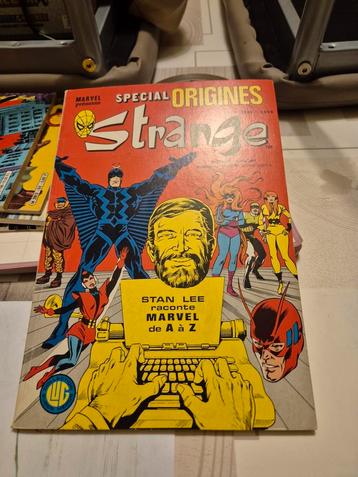 MARVEL
présente
SPECIAL ORIGINES
Strange
STAN LEE
raconte
MARVEL
de A à Z
LUG